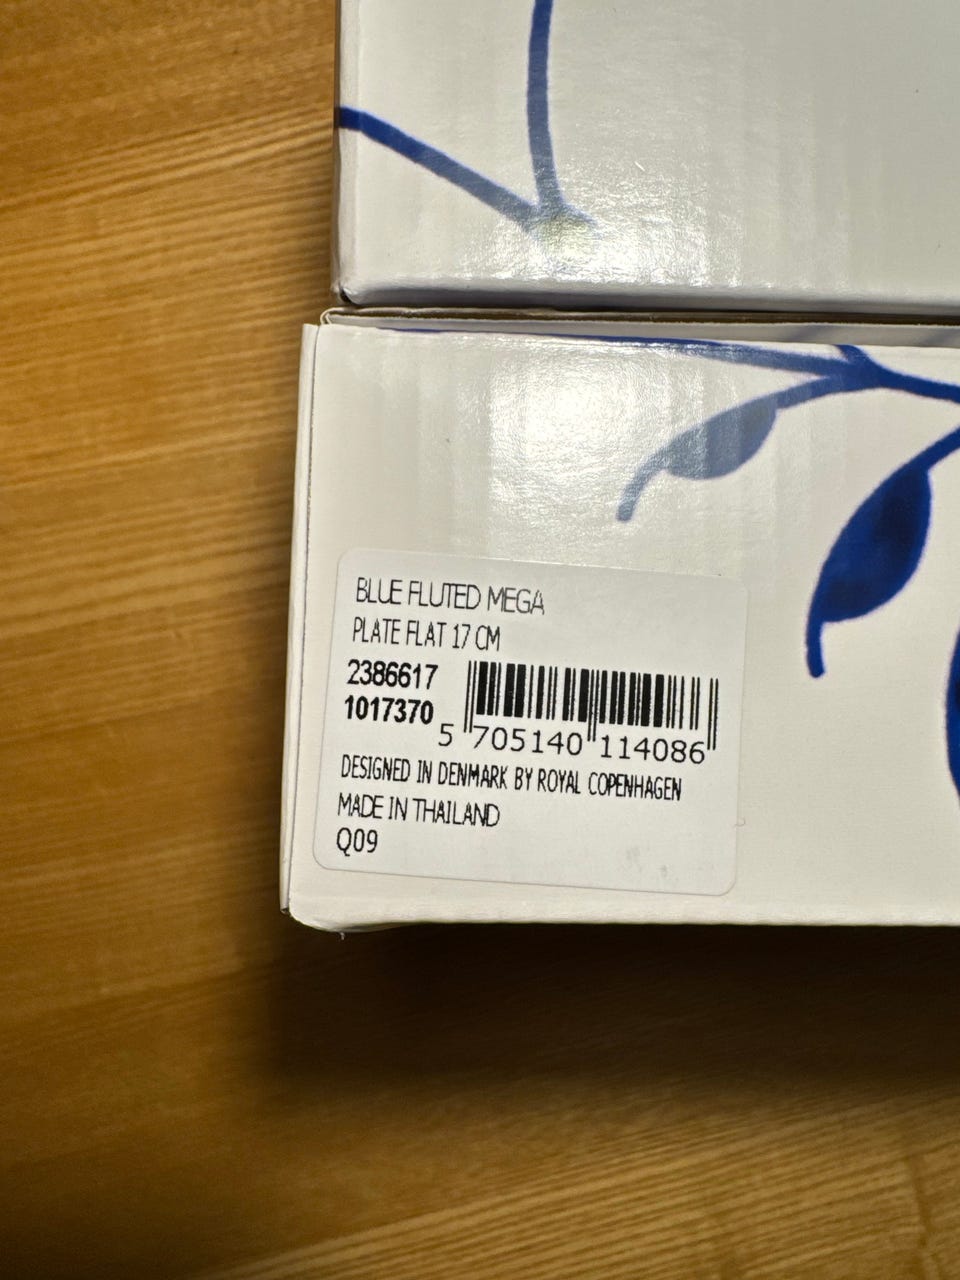 BLUE FLUTED MEGA
PLATE FLAT 17 CM
2386617
1017370
5 705140 114086
DESIGNED IN DENMARK BY ROYAL COPENHAGEN
MADE IN THAILAND
Q09